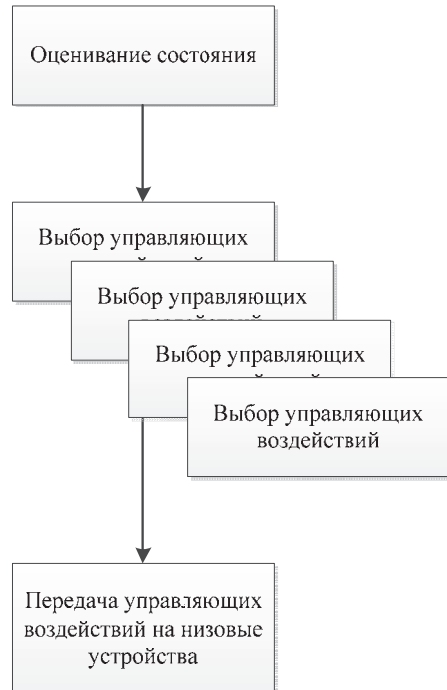 Оценивание состояния
Выбор управляющих
Выбор управляющих
Выбор управляющих
Выбор управляющих
воздействий
Передача управляющих
воздействий на низовые
устройства